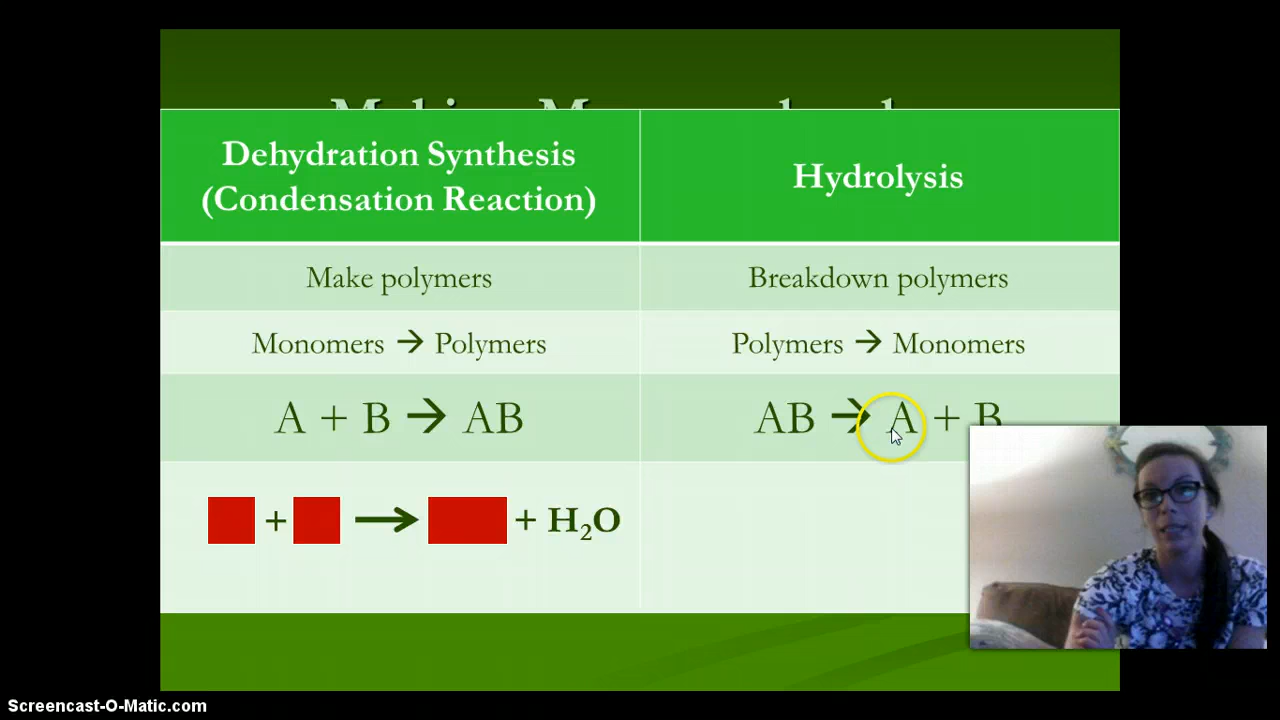 Dehydration Synthesis
(Condensation Reaction)
Hydrolysis
Make polymers
Breakdown polymers
Monomers → Polymers
Polymers → Monomers
A + B → AB
AB → A + B
+ → + H₂O
Screencast-O-Matic.com